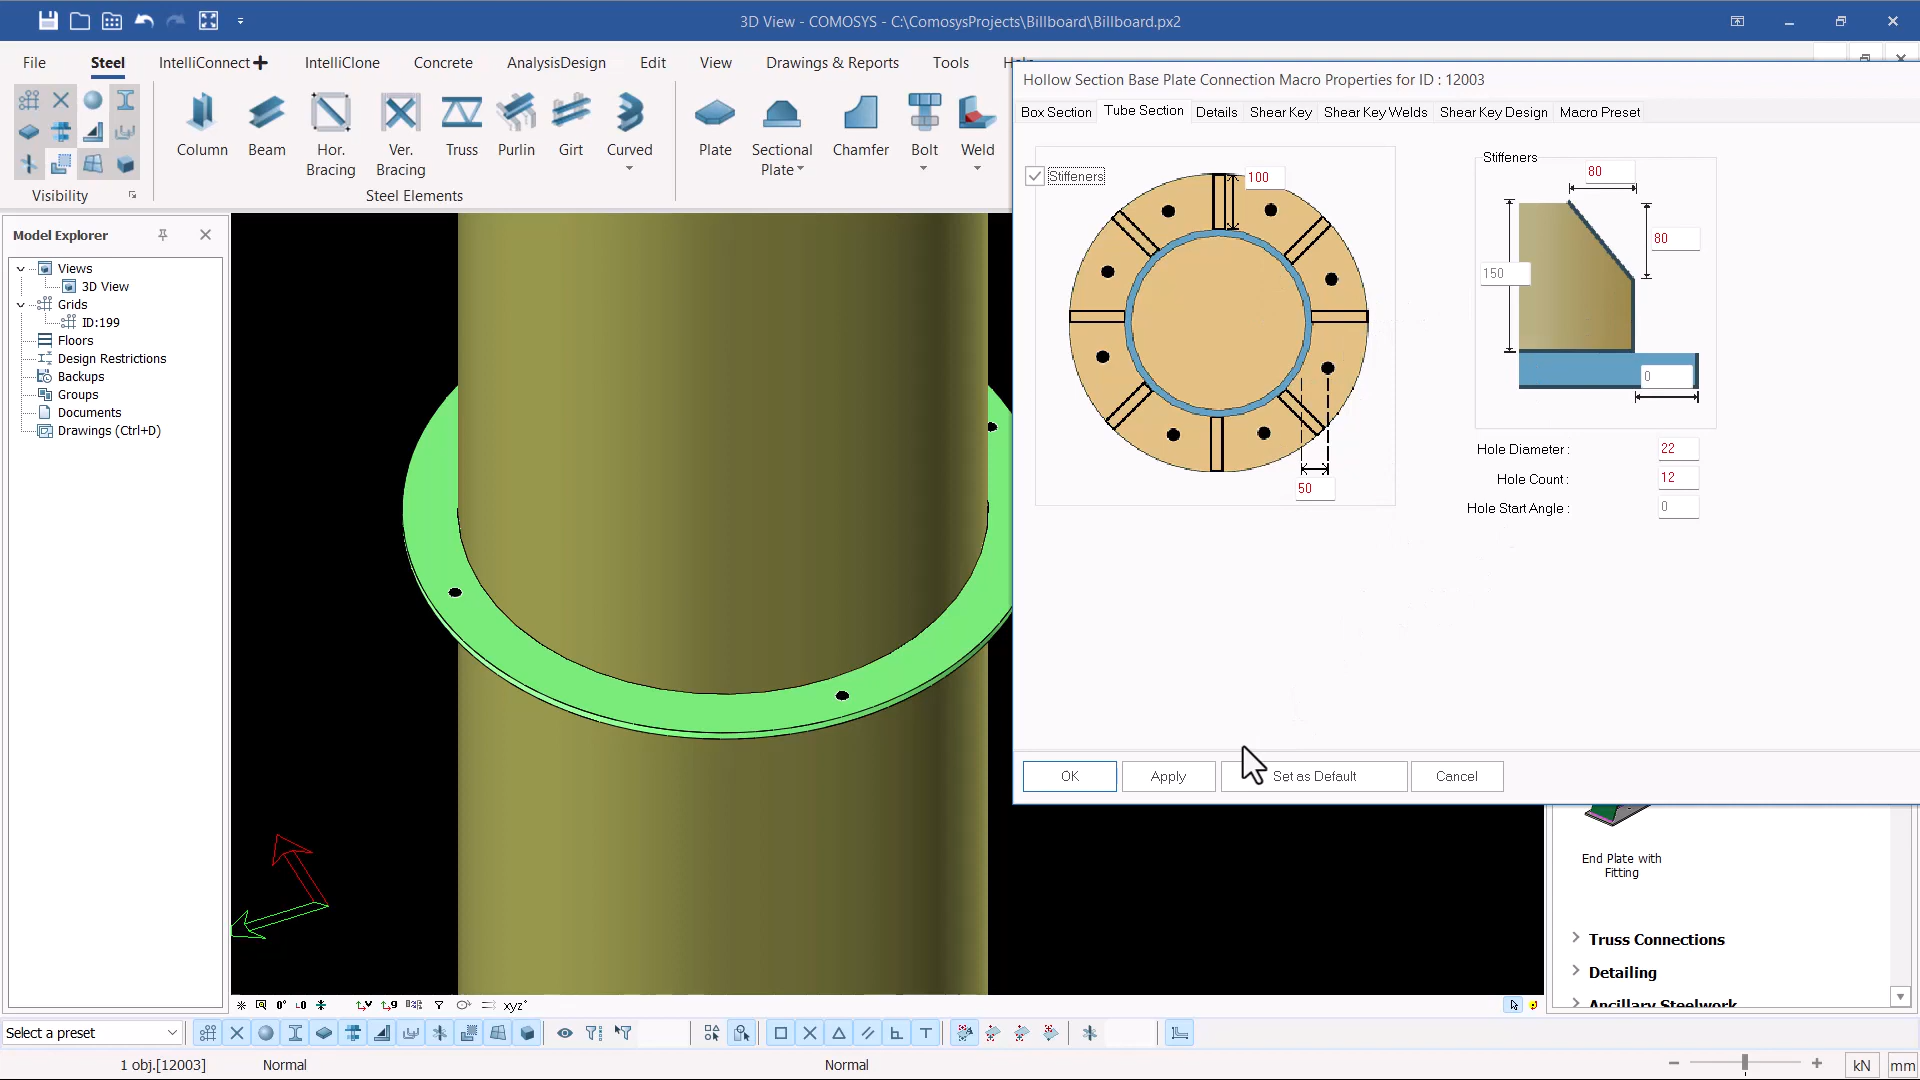 3D View - COMOSYS - C:\ComosysProjects\Billboard\Billboard.px2
File
Steel
IntelliConnect
IntelliClone
Concrete
AnalysisDesign
Edit
View
Drawings & Reports
Tools
Column
Beam
Hor.
Bracing
Ver.
Bracing
Truss
Purlin
Girt
Curved
Plate
Sectional
Plate
Chamfer
Bolt
Weld
Visibility
Steel Elements
Model Explorer
Views
3D View
Grids
ID:199
Floors
Design Restrictions
Backups
Groups
Documents
Drawings (Ctrl+D)
Hollow Section Base Plate Connection Macro Properties for ID : 12003
Box Section
Tube Section
Details
Shear Key
Shear Key Welds
Shear Key Design
Macro Preset
Stiffeners
100
50
Stiffeners
80
80
150
0
Hole Diameter : 22
Hole Count : 12
Hole Start Angle : 0
OK
Apply
Set as Default
Cancel
End Plate with
Fitting
Truss Connections
Detailing
Ancillary Steelwork
xyz
Select a preset
1 obj.[12003]
Normal
Normal
kN
mm